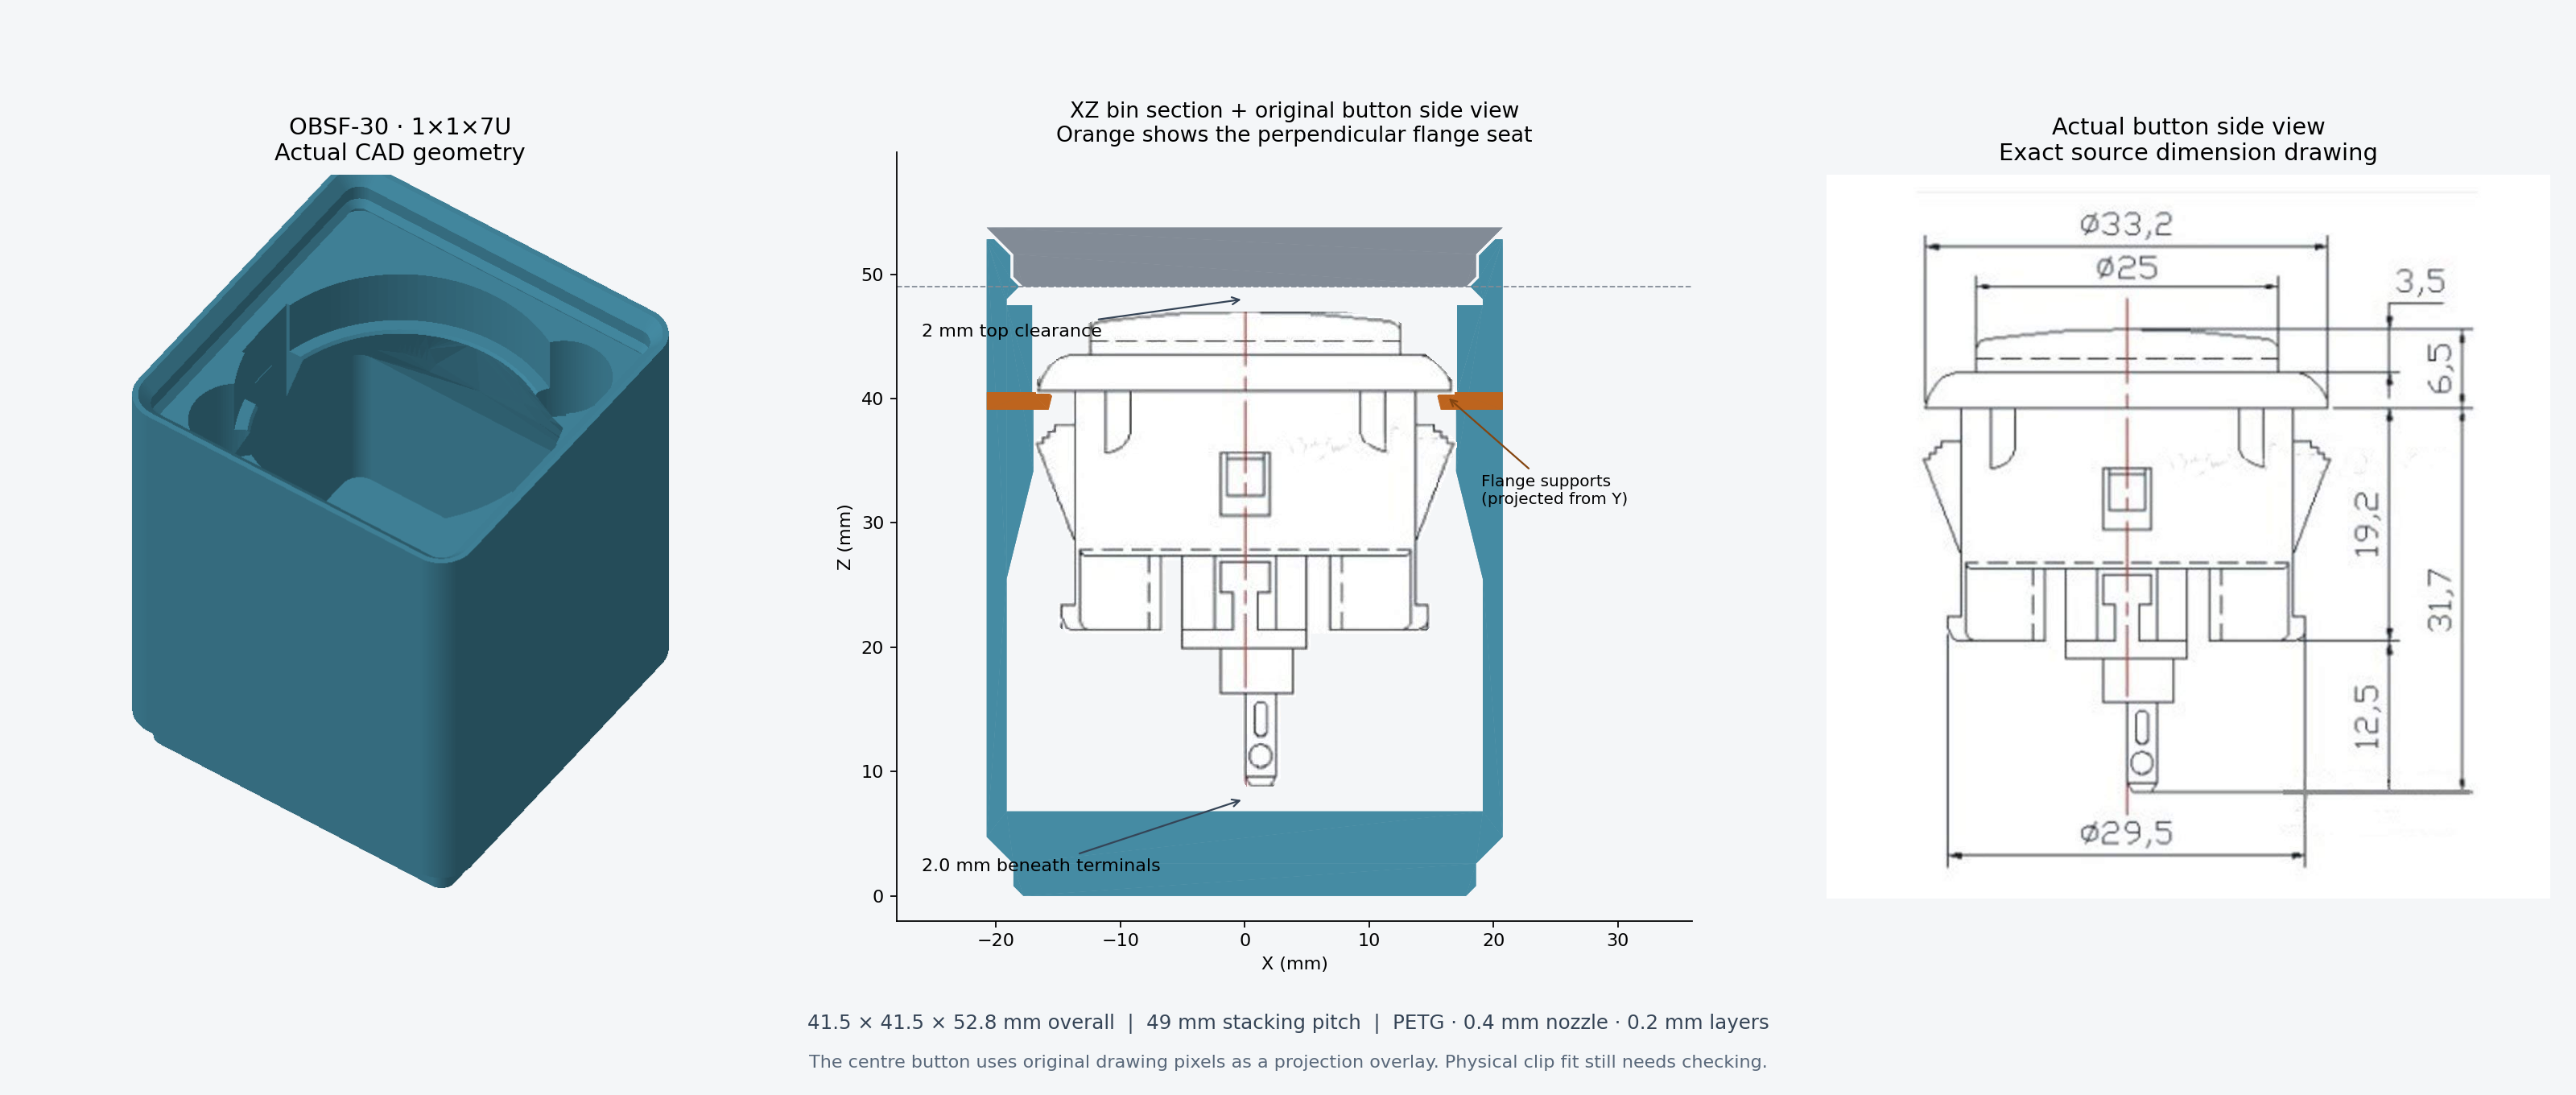 OBSF-30 · 1×1×7U
Actual CAD geometry
XZ bin section + original button side view
Orange shows the perpendicular flange seat
50
40
30
20
10
0
Z (mm)
2 mm top clearance
Flange supports
(projected from Y)
2.0 mm beneath terminals
−20
−10
0
10
20
30
X (mm)
Actual button side view
Exact source dimension drawing
ø33,2
ø25
3,5
6,5
19,2
31,7
12,5
ø29,5
41.5 × 41.5 × 52.8 mm overall | 49 mm stacking pitch | PETG · 0.4 mm nozzle · 0.2 mm layers
The centre button uses original drawing pixels as a projection overlay. Physical clip fit still needs checking.